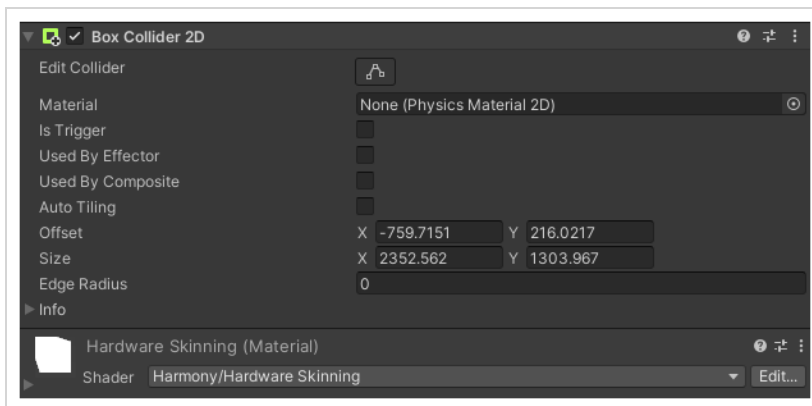 Box Collider 2D
Edit Collider
Material None (Physics Material 2D)
Is Trigger
Used By Effector
Used By Composite
Auto Tiling
Offset X -759.7151 Y 216.0217
Size X 2352.562 Y 1303.967
Edge Radius 0
Info
Hardware Skinning (Material)
Shader Harmony/Hardware Skinning Edit...